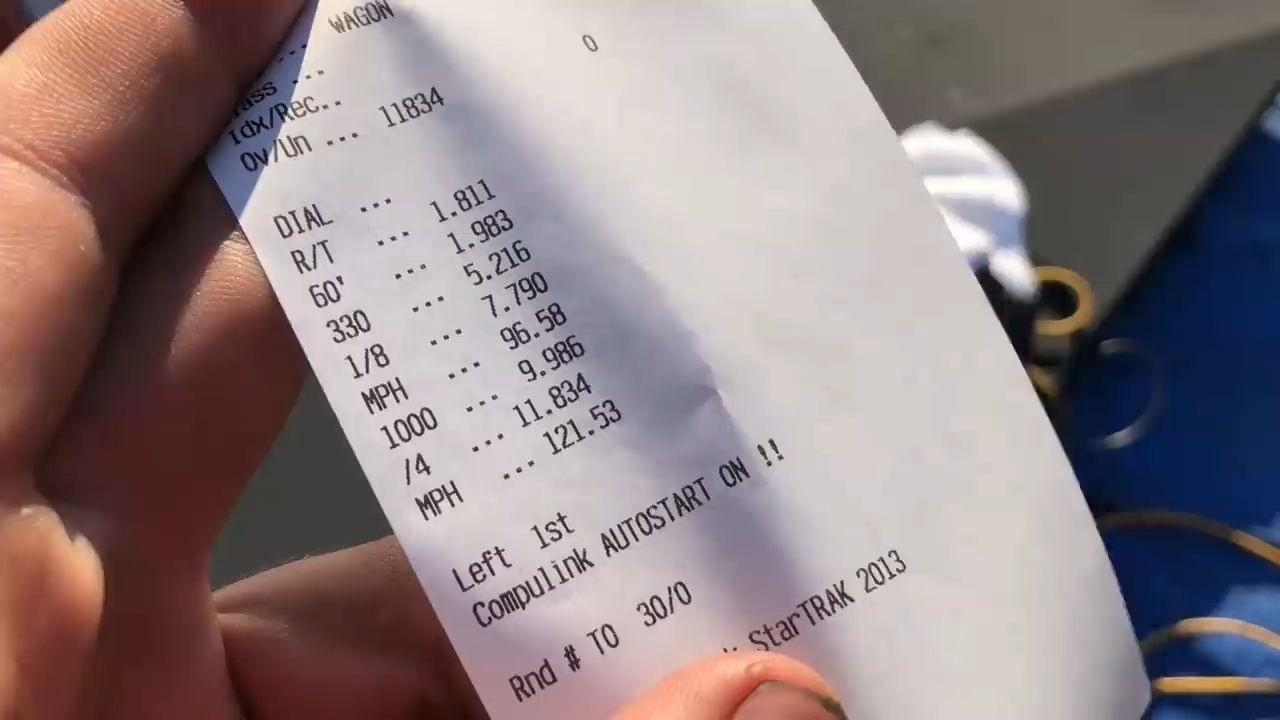 ... WAGON
0
ass ...
Idx/Rec..
Ov/Un ... 11834
DIAL ...
R/T ... 1.811
60' ... 1.983
330 ... 5.216
1/8 ... 7.790
MPH ... 96.58
1000 ... 9.986
/4 ... 11.834
MPH ... 121.53
Left 1st
Compulink AUTOSTART ON !!
Rnd # TO 30/0
StarTRAK 2013